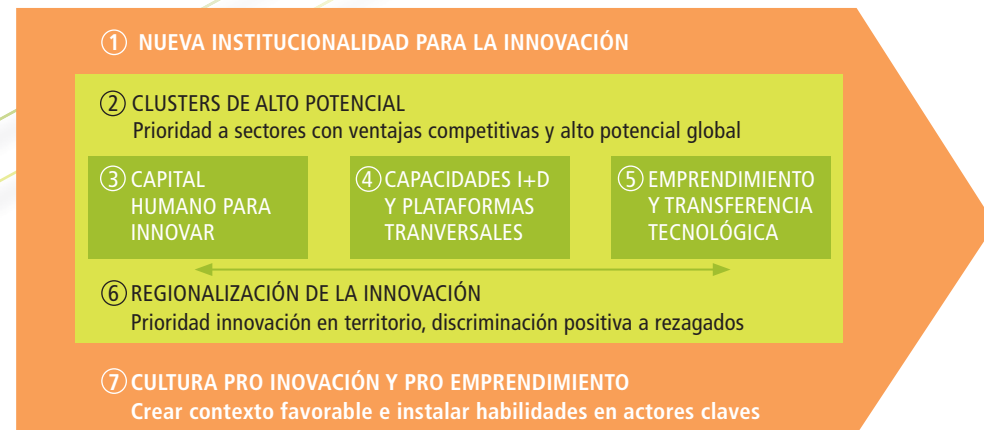 ① NUEVA INSTITUCIONALIDAD PARA LA INNOVACIÓN
② CLUSTERS DE ALTO POTENCIAL
Prioridad a sectores con ventajas competitivas y alto potencial global
③ CAPITAL
HUMANO PARA
INNOVAR
④ CAPACIDADES I+D
Y PLATAFORMAS
TRANVERSALES
⑤ EMPRENDIMIENTO
Y TRANSFERENCIA
TECNOLÓGICA
⑥ REGIONALIZACIÓN DE LA INNOVACIÓN
Prioridad innovación en territorio, discriminación positiva a rezagados
⑦ CULTURA PRO INOVACIÓN Y PRO EMPRENDIMIENTO
Crear contexto favorable e instalar habilidades en actores claves